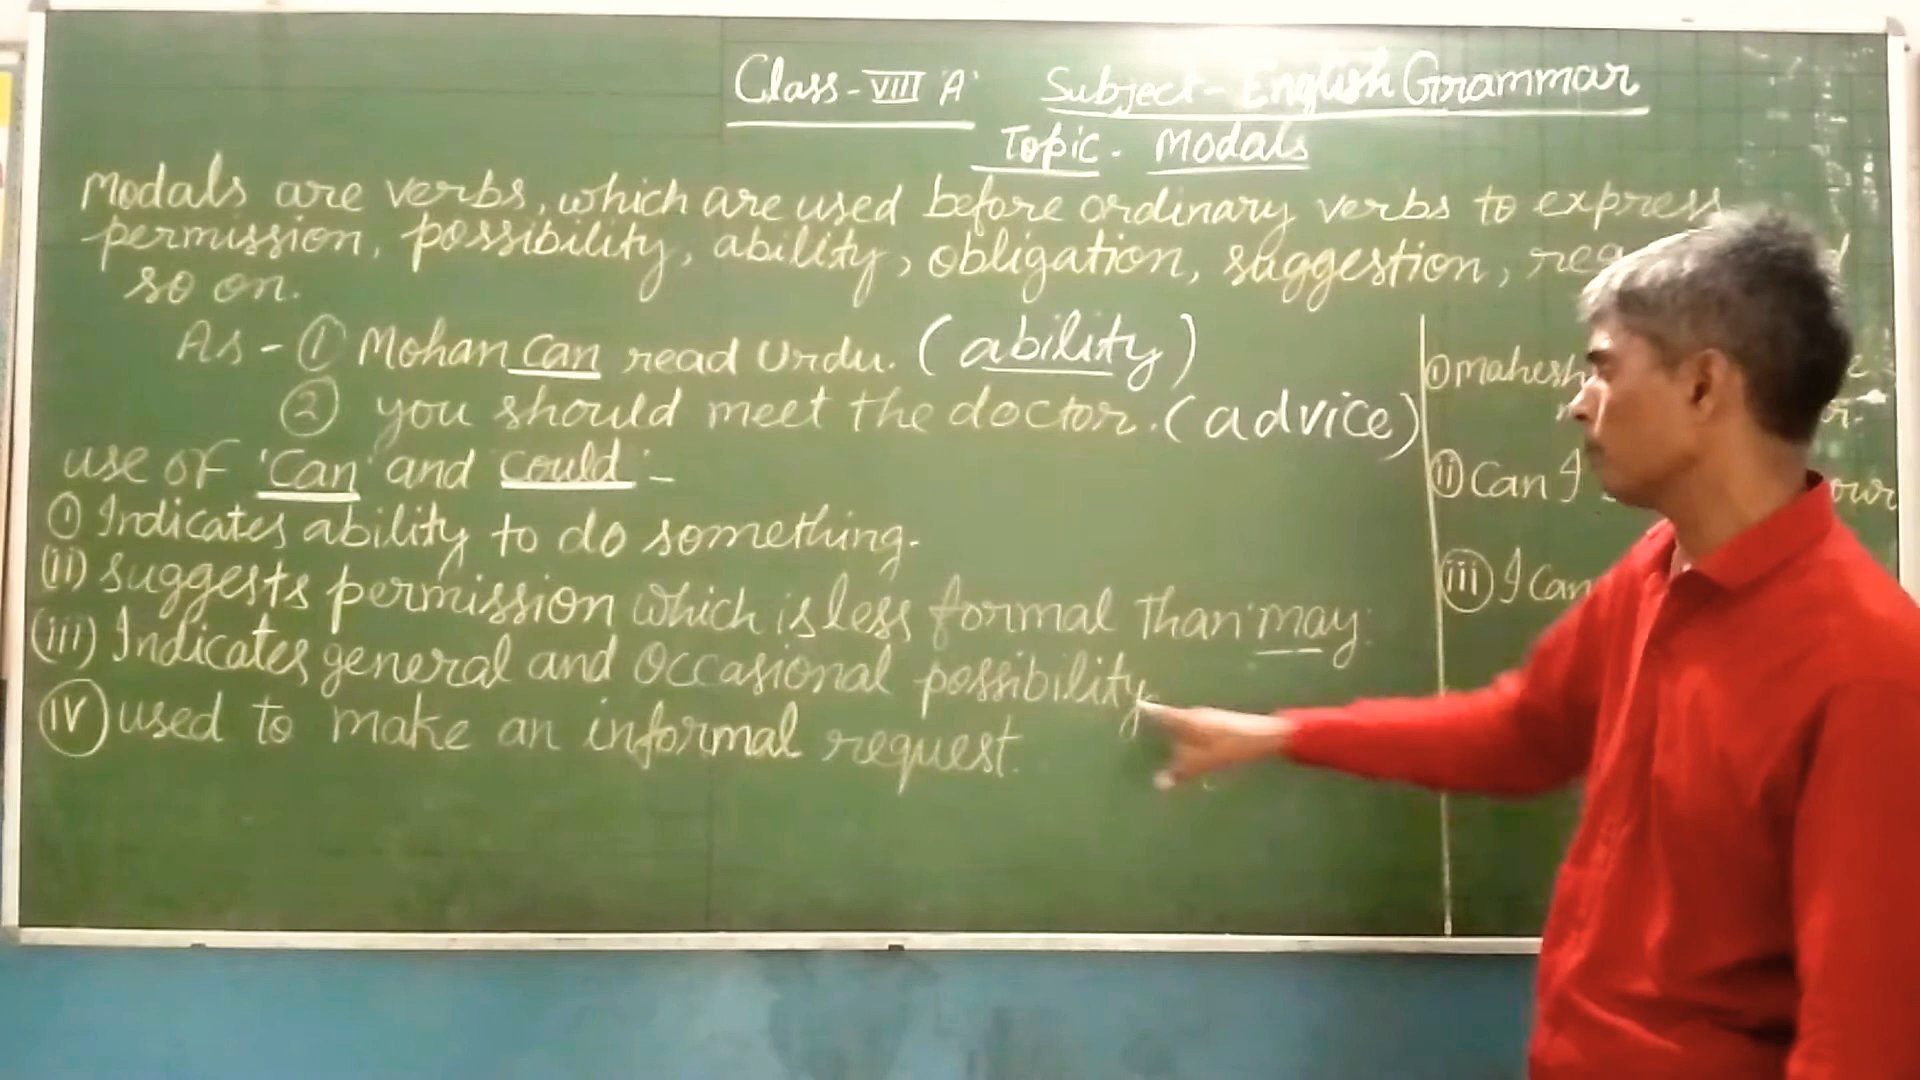 Class - VIII 'A' Subject - English Grammar
Topic - Modals
Modals are verbs, which are used before ordinary verbs to express
permission, possibility, ability, obligation, suggestion,
so on.
As - ① Mohan can read Urdu. (ability)
② you should meet the doctor. (advice)
use of 'Can' and 'Could' :-
(i) Indicates ability to do something.
(ii) suggests permission which is less formal than 'may'.
(iii) Indicates general and occasional possibility
(iv) used to make an informal request.
(i) Mahesh
(ii) Can I
(iii) I can